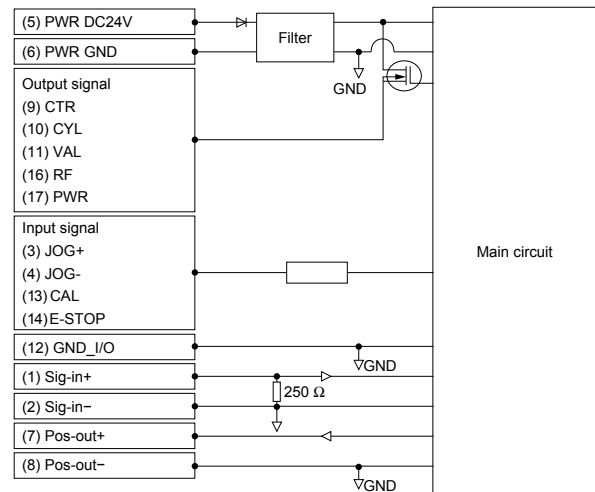 (5) PWR DC24V
(6) PWR GND
Filter
GND
Output signal
(9) CTR
(10) CYL
(11) VAL
(16) RF
(17) PWR
Input signal
(3) JOG+
(4) JOG-
(13) CAL
(14)E-STOP
Main circuit
(12) GND_I/O
GND
(1) Sig-in+
250 Ω
(2) Sig-in−
(7) Pos-out+
(8) Pos-out−
GND